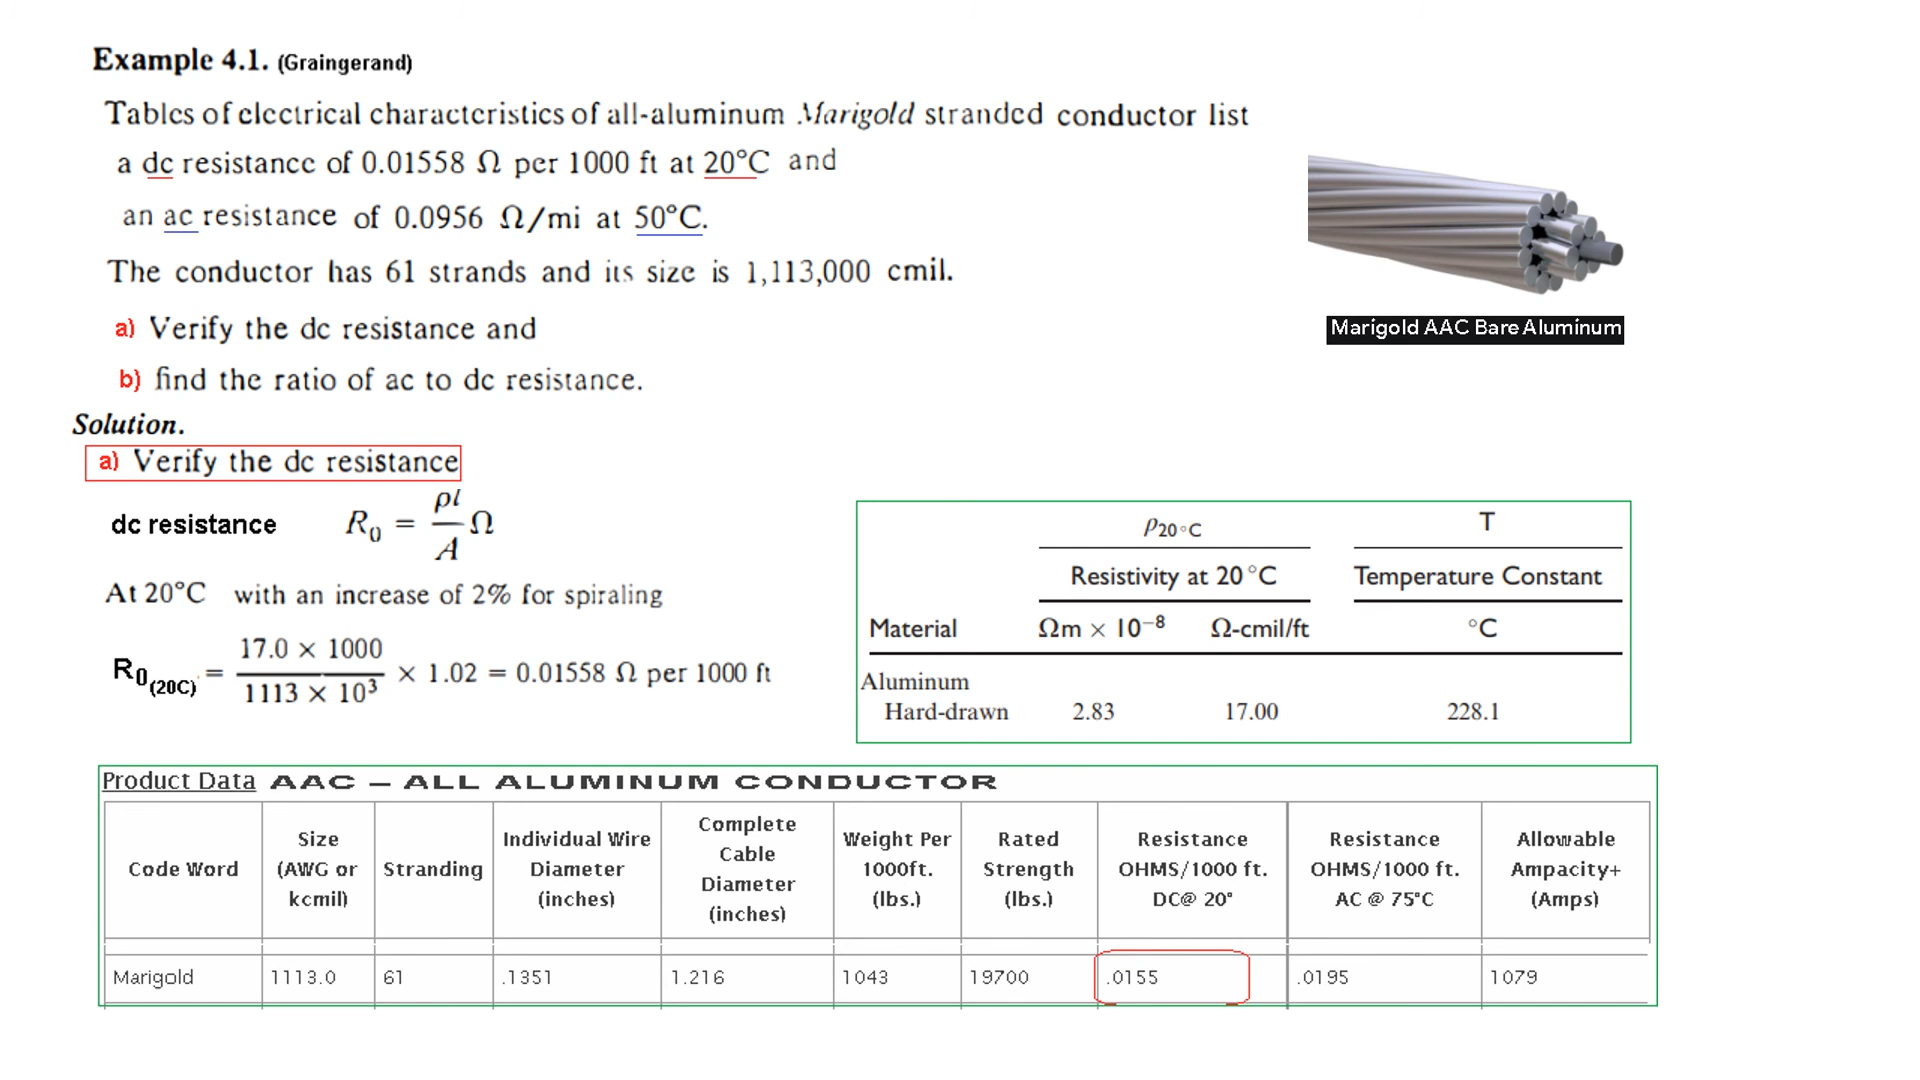 Example 4.1. (Graingerand)
Tables of electrical characteristics of all-aluminum Marigold stranded conductor list
a dc resistance of 0.01558 Ω per 1000 ft at 20°C and
an ac resistance of 0.0956 Ω/mi at 50°C.
The conductor has 61 strands and its size is 1,113,000 cmil.
a) Verify the dc resistance and
b) find the ratio of ac to dc resistance.
Marigold AAC Bare Aluminum
Solution.
a) Verify the dc resistance
dc resistance R₀ = ρl/A Ω
At 20°C with an increase of 2% for spiraling
R₀(20C) = (17.0 × 1000)/(1113 × 10³) × 1.02 = 0.01558 Ω per 1000 ft
ρ20°C T
Resistivity at 20 °C Temperature Constant
Material Ωm × 10⁻⁸ Ω-cmil/ft °C
Aluminum
Hard-drawn 2.83 17.00 228.1
Product Data AAC – ALL ALUMINUM CONDUCTOR
Code Word Size (AWG or kcmil) Stranding Individual Wire Diameter (inches) Complete Cable Diameter (inches) Weight Per 1000ft. (lbs.) Rated Strength (lbs.) Resistance OHMS/1000 ft. DC@ 20° Resistance OHMS/1000 ft. AC @ 75°C Allowable Ampacity+ (Amps)
Marigold 1113.0 61 .1351 1.216 1043 19700 .0155 .0195 1079